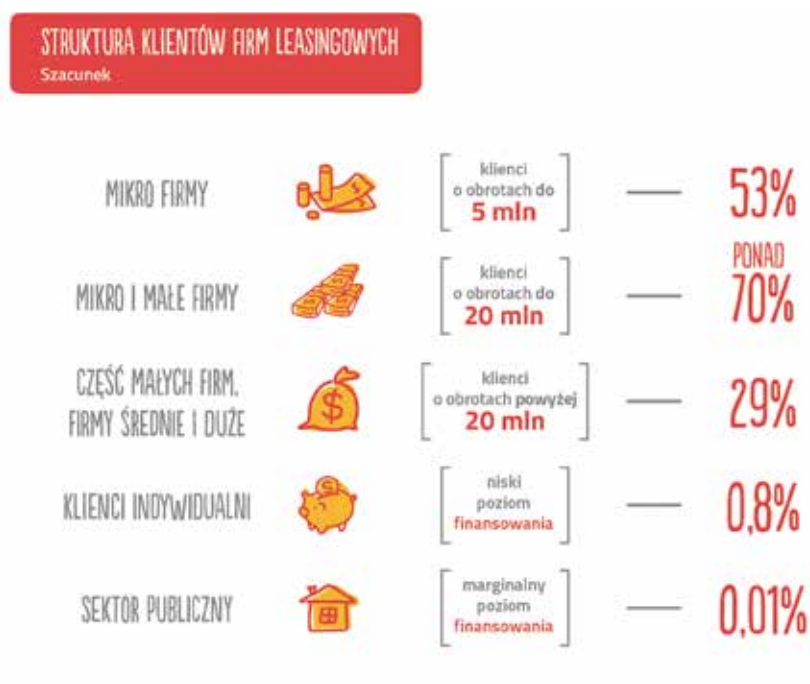 STRUKTURA KLIENTÓW FIRM LEASINGOWYCH
Szacunek
MIKRO FIRMY
klienci
o obrotach do
5 mln
53%
MIKRO I MAŁE FIRMY
klienci
o obrotach do
20 mln
PONAD
70%
CZĘŚĆ MAŁYCH FIRM,
FIRMY ŚREDNIE I DUŻE
klienci
o obrotach powyżej
20 mln
29%
KLIENCI INDYWIDUALNI
niski
poziom
finansowania
0,8%
SEKTOR PUBLICZNY
marginalny
poziom
finansowania
0,01%